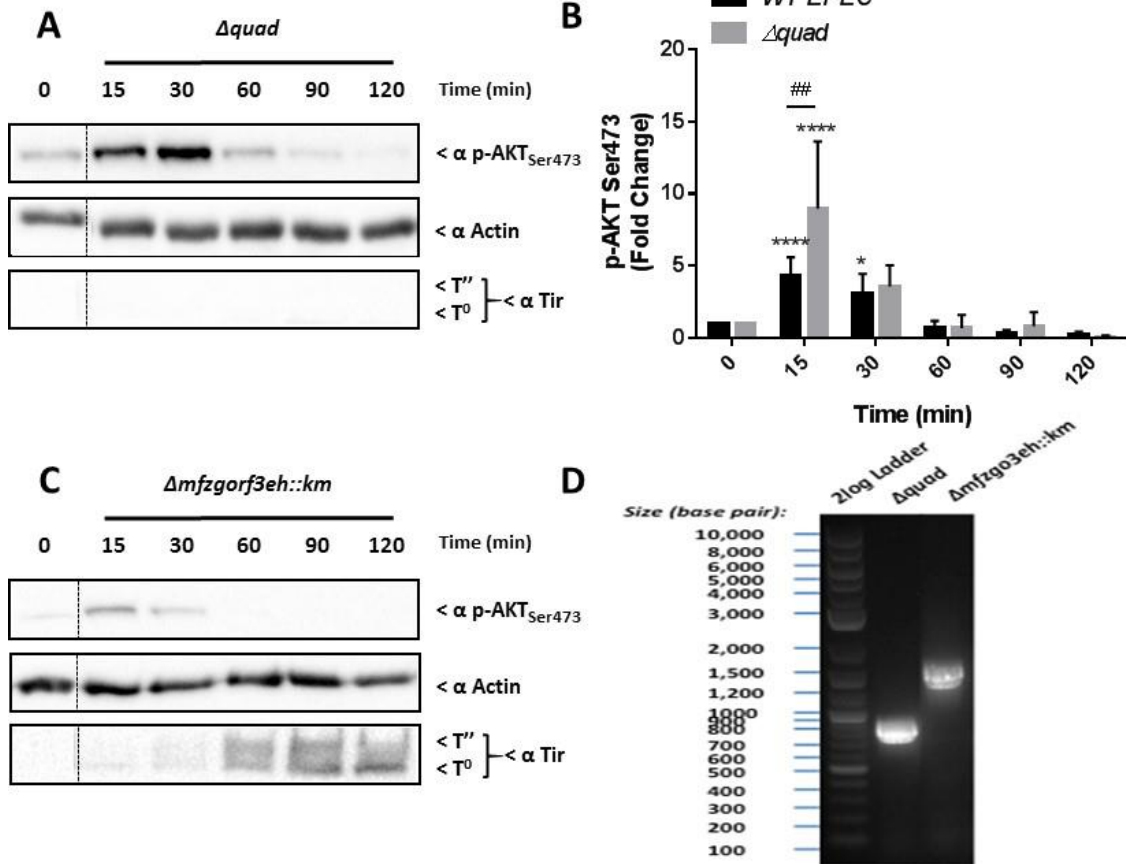 A
Δquad
0 15 30 60 90 120 Time (min)
< α p-AKTSer473
< α Actin
< T''
< T0
< α Tir
B
WT EPEC
Δquad
p-AKT Ser473
(Fold Change)
20
15
10
5
0
##
****
****
*
0 15 30 60 90 120
Time (min)
C
Δmfzgorf3eh::km
0 15 30 60 90 120 Time (min)
< α p-AKTSer473
< α Actin
< T''
< T0
< α Tir
D
2log Ladder
Δquad
Δmfzgo3eh::km
Size (base pair):
10,000
8,000
6,000
5,000
4,000
3,000
2,000
1,500
1,200
1000
900
800
700
600
500
400
300
200
100